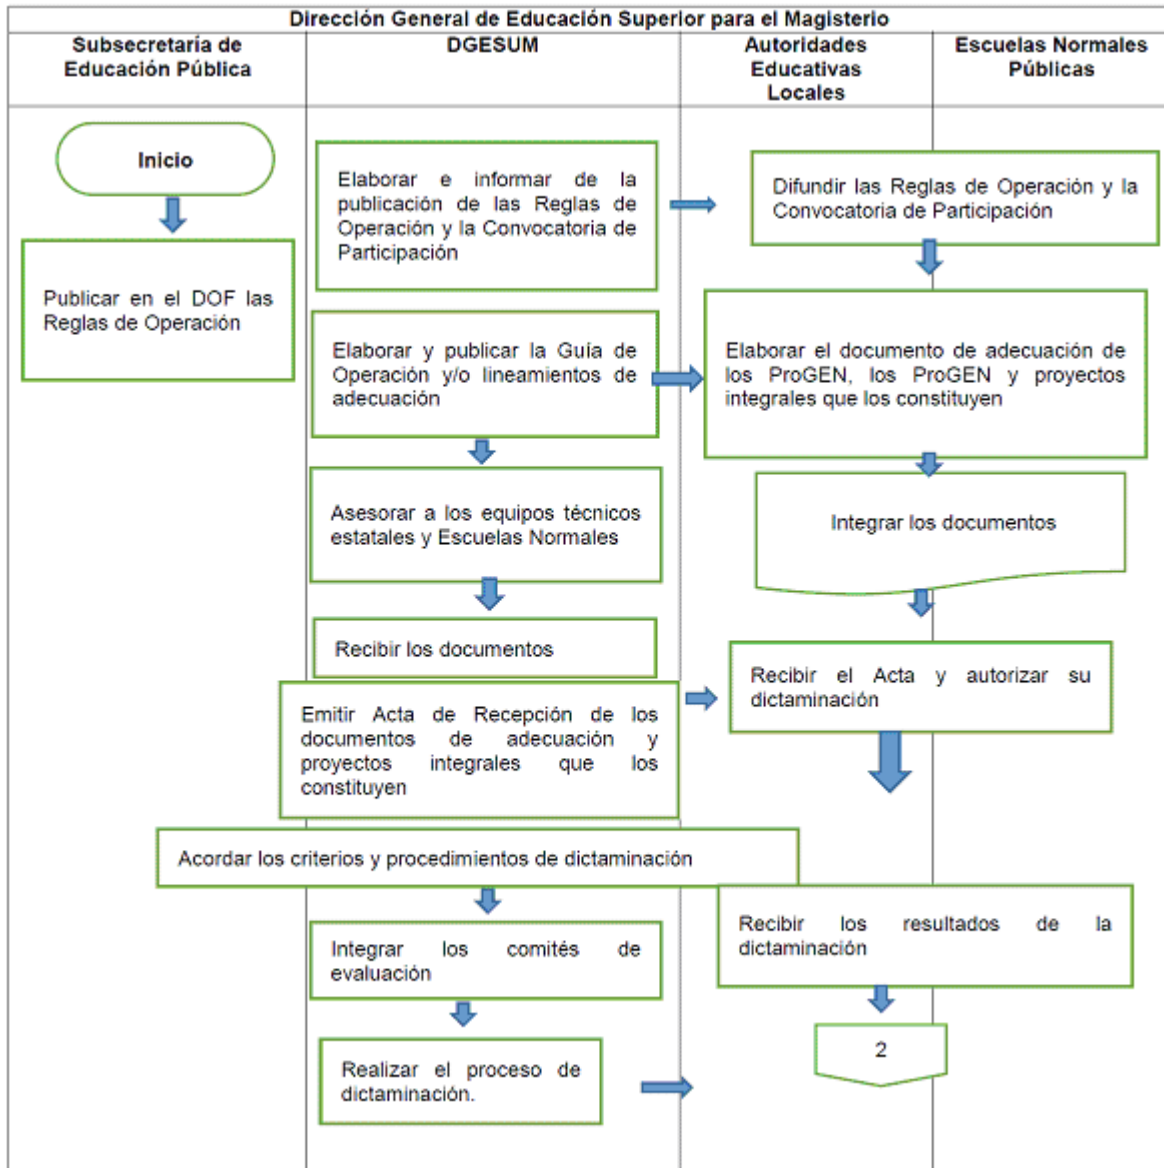 Dirección General de Educación Superior para el Magisterio
Subsecretaría de
Educación Pública
DGESUM
Autoridades
Educativas
Locales
Escuelas Normales
Públicas
Inicio
Publicar en el DOF las
Reglas de Operación
Elaborar e informar de la
publicación de las Reglas de
Operación y la Convocatoria de
Participación
Difundir las Reglas de Operación y la
Convocatoria de Participación
Elaborar y publicar la Guía de
Operación y/o lineamientos de
adecuación
Elaborar el documento de adecuación de
los ProGEN, los ProGEN y proyectos
integrales que los constituyen
Asesorar a los equipos técnicos
estatales y Escuelas Normales
Integrar los documentos
Recibir los documentos
Recibir el Acta y autorizar su
dictaminación
Emitir Acta de Recepción de los
documentos de adecuación y
proyectos integrales que los
constituyen
Acordar los criterios y procedimientos de dictaminación
Integrar los comités de
evaluación
Recibir los resultados de la
dictaminación
Realizar el proceso de
dictaminación.
2